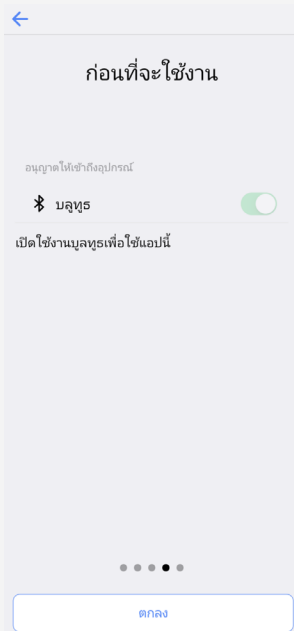 ก่อนที่จะใช้งาน
อนุญาตให้เข้าถึงอุปกรณ์
บลูทูธ
เปิดใช้งานบูลทูธเพื่อใช้แอปนี้
ตกลง